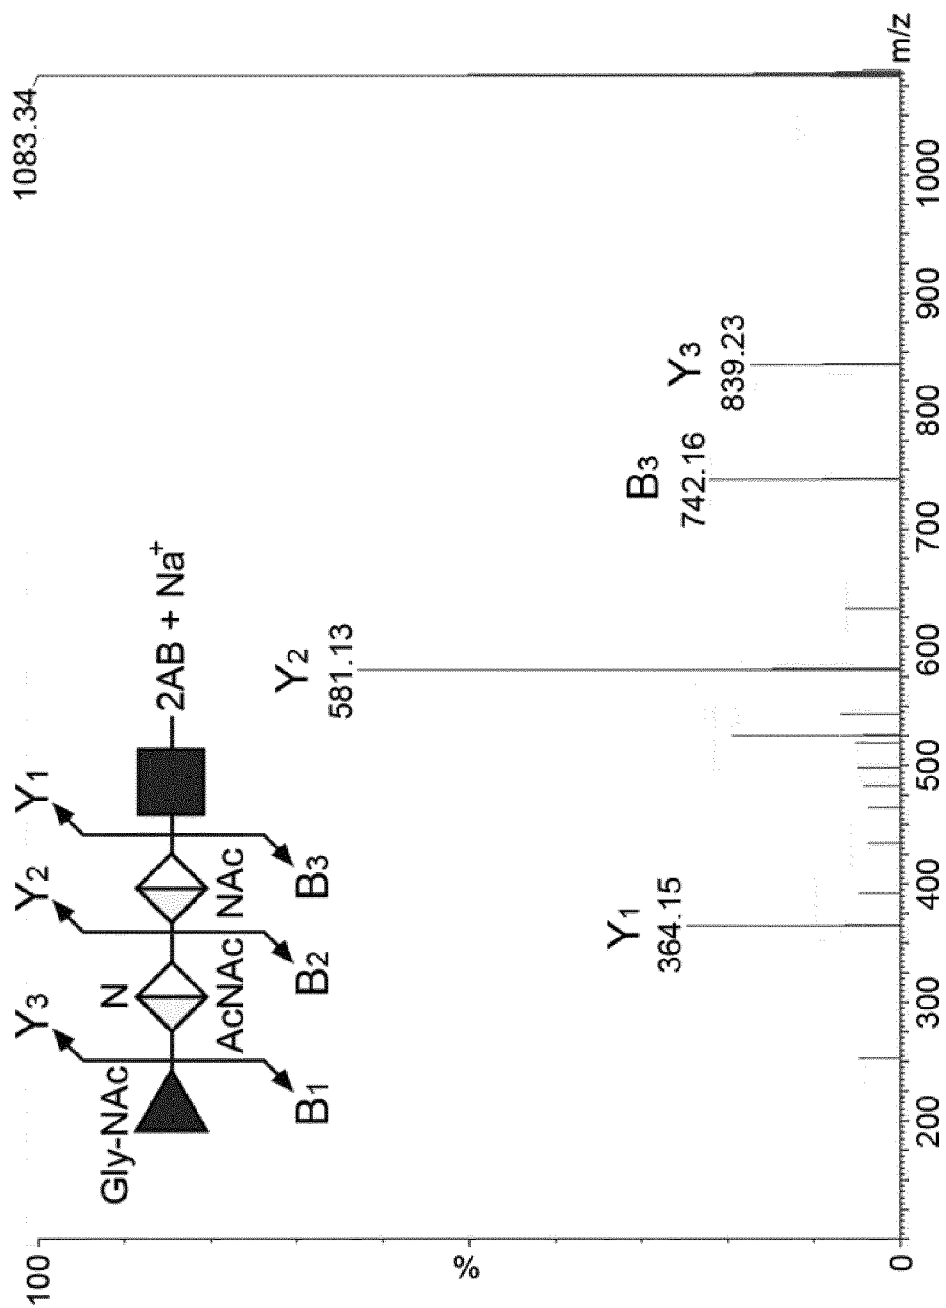 1083.34
Gly-NAc
N
AcNAc
NAc
2AB + Na+
Y3
Y2
Y1
B1
B2
B3
Y1
364.15
Y2
581.13
B3
742.16
Y3
839.23
100
%
0
200
300
400
500
600
700
800
900
1000
m/z